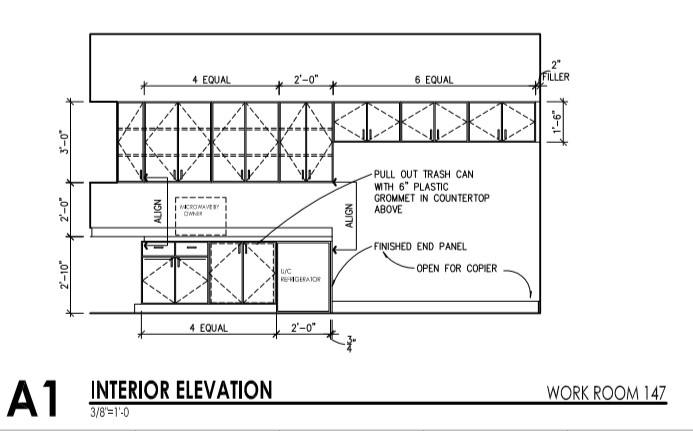 4 EQUAL
2'-0"
6 EQUAL
2"
FILLER
3'-0"
1'-6"
2'-0"
2'-10"
ALIGN
MICROWAVE BY
OWNER
ALIGN
PULL OUT TRASH CAN
WITH 6" PLASTIC
GROMMET IN COUNTERTOP
ABOVE
FINISHED END PANEL
OPEN FOR COPIER
U/C
REFRIGERATOR
4 EQUAL
2'-0"
3/4"
A1
INTERIOR ELEVATION
WORK ROOM 147
3/8"=1'-0